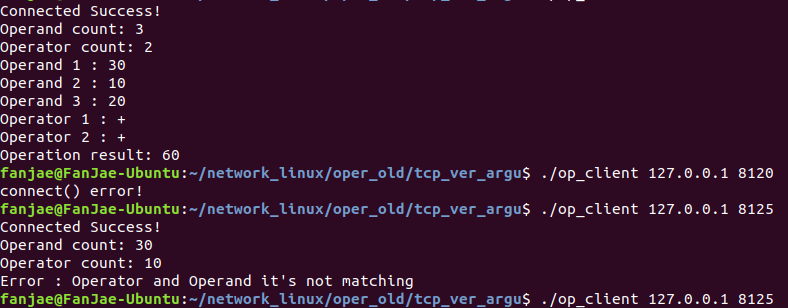 Connected Success!
Operand count: 3
Operator count: 2
Operand 1 : 30
Operand 2 : 10
Operand 3 : 20
Operator 1 : +
Operator 2 : +
Operation result: 60
fanjae@FanJae-Ubuntu:~/network_linux/oper_old/tcp_ver_argu$ ./op_client 127.0.0.1 8120
connect() error!
fanjae@FanJae-Ubuntu:~/network_linux/oper_old/tcp_ver_argu$ ./op_client 127.0.0.1 8125
Connected Success!
Operand count: 30
Operator count: 10
Error : Operator and Operand it's not matching
fanjae@FanJae-Ubuntu:~/network_linux/oper_old/tcp_ver_argu$ ./op_client 127.0.0.1 8125